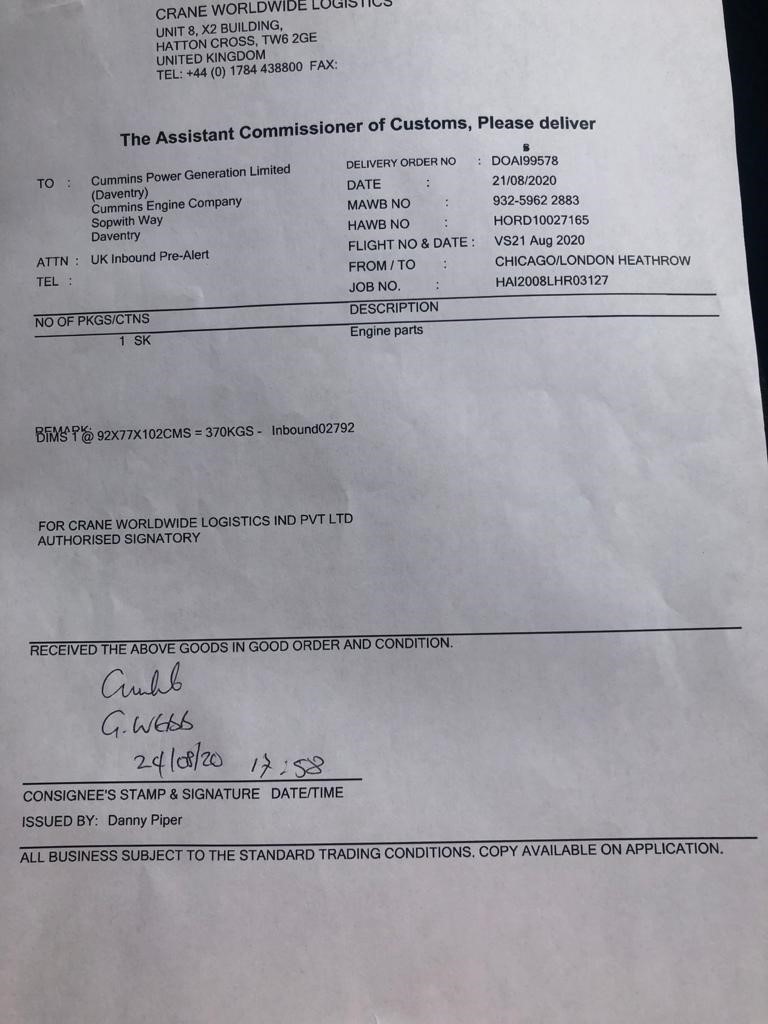 CRANE WORLDWIDE LOGISTICS
UNIT 8, X2 BUILDING,
HATTON CROSS, TW6 2GE
UNITED KINGDOM
TEL: +44 (0) 1784 438800 FAX:
The Assistant Commissioner of Customs, Please deliver
s
TO : Cummins Power Generation Limited
(Daventry)
Cummins Engine Company
Sopwith Way
Daventry
ATTN : UK Inbound Pre-Alert
TEL :
DELIVERY ORDER NO : DOAI99578
DATE : 21/08/2020
MAWB NO : 932-5962 2883
HAWB NO : HORD10027165
FLIGHT NO & DATE : VS21 Aug 2020
FROM / TO : CHICAGO/LONDON HEATHROW
JOB NO. : HAI2008LHR03127
NO OF PKGS/CTNS DESCRIPTION
1 SK Engine parts
REMARK:
DIMS 1 @ 92X77X102CMS = 370KGS - Inbound02792
FOR CRANE WORLDWIDE LOGISTICS IND PVT LTD
AUTHORISED SIGNATORY
RECEIVED THE ABOVE GOODS IN GOOD ORDER AND CONDITION.
G. WEBB
24/08/20 17:58
CONSIGNEE'S STAMP & SIGNATURE DATE/TIME
ISSUED BY: Danny Piper
ALL BUSINESS SUBJECT TO THE STANDARD TRADING CONDITIONS. COPY AVAILABLE ON APPLICATION.